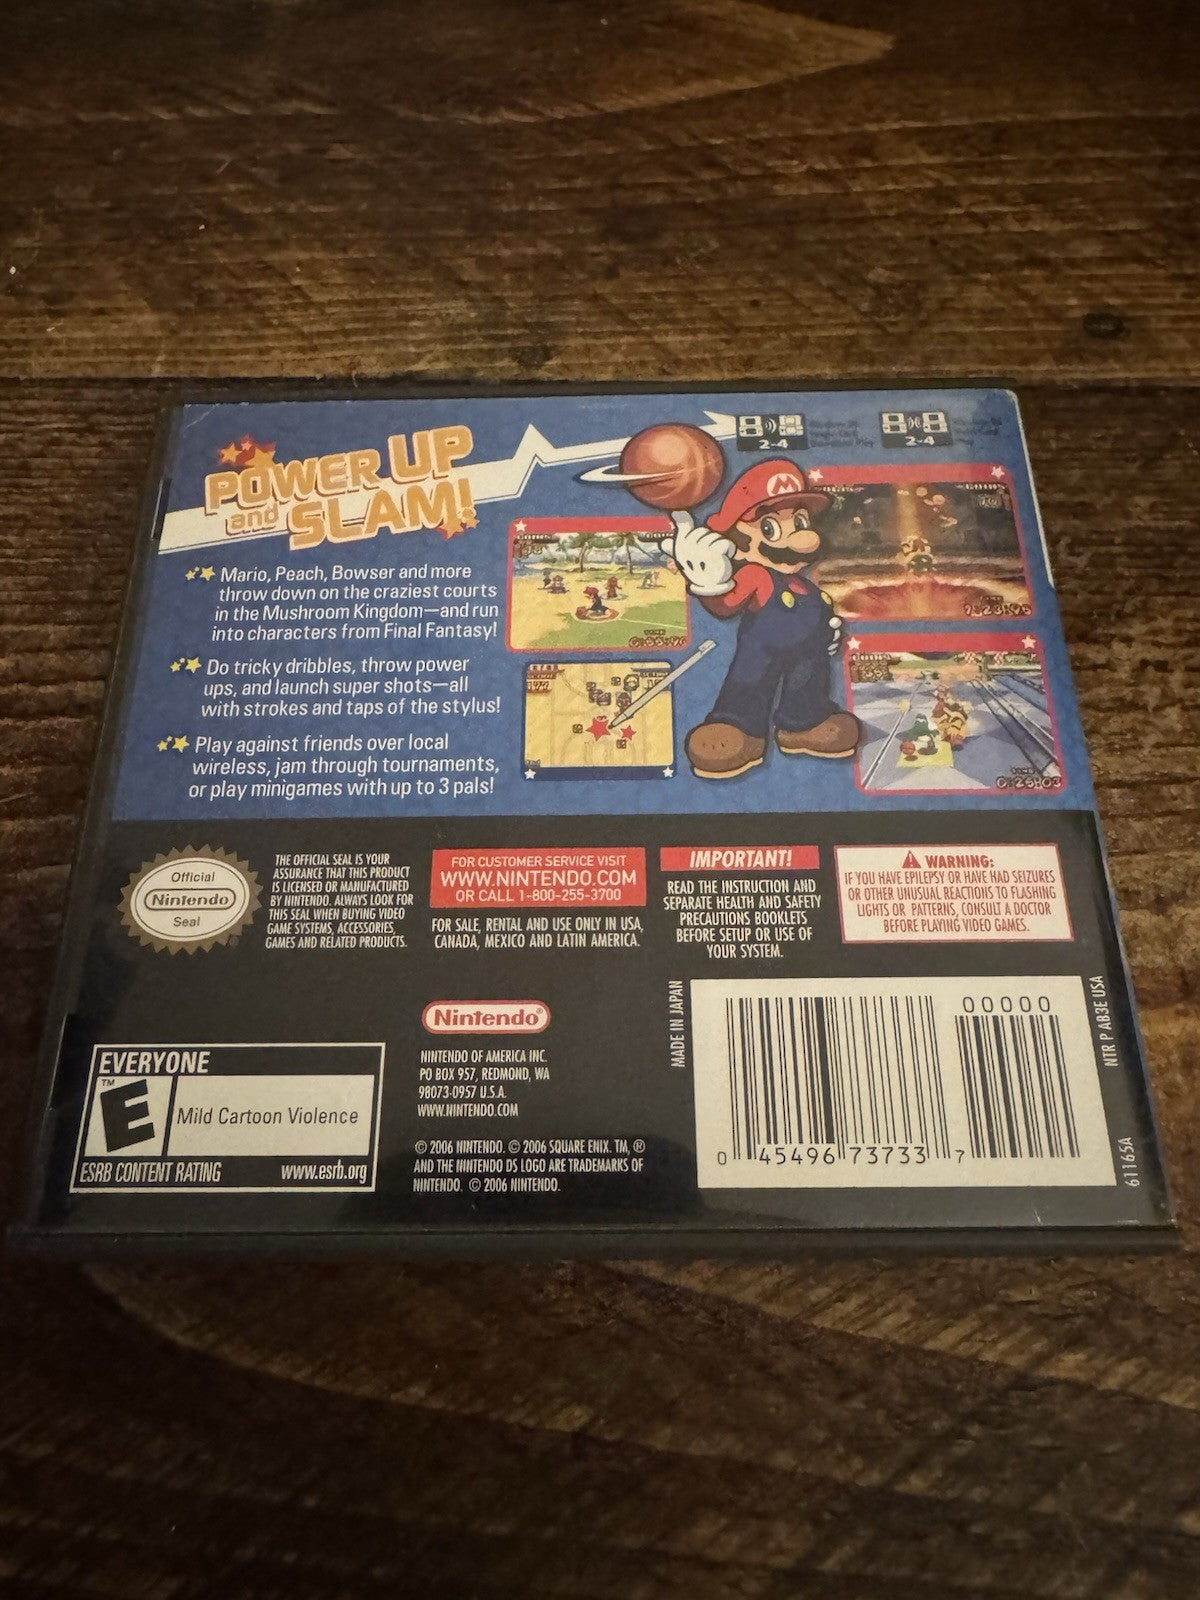 POWER UP
and SLAM!
2-4
2-4
Mario, Peach, Bowser and more
throw down on the craziest courts
in the Mushroom Kingdom—and run
into characters from Final Fantasy!
Do tricky dribbles, throw power
ups, and launch super shots—all
with strokes and taps of the stylus!
Play against friends over local
wireless, jam through tournaments,
or play minigames with up to 3 pals!
M
Official
Nintendo
Seal
THE OFFICIAL SEAL IS YOUR
ASSURANCE THAT THIS PRODUCT
IS LICENSED OR MANUFACTURED
BY NINTENDO. ALWAYS LOOK FOR
THIS SEAL WHEN BUYING VIDEO
GAME SYSTEMS, ACCESSORIES,
GAMES AND RELATED PRODUCTS.
FOR CUSTOMER SERVICE VISIT
WWW.NINTENDO.COM
OR CALL 1-800-255-3700
FOR SALE, RENTAL AND USE ONLY IN USA,
CANADA, MEXICO AND LATIN AMERICA.
IMPORTANT!
READ THE INSTRUCTION AND
SEPARATE HEALTH AND SAFETY
PRECAUTIONS BOOKLETS
BEFORE SETUP OR USE OF
YOUR SYSTEM.
WARNING:
IF YOU HAVE EPILEPSY OR HAVE HAD SEIZURES
OR OTHER UNUSUAL REACTIONS TO FLASHING
LIGHTS OR PATTERNS, CONSULT A DOCTOR
BEFORE PLAYING VIDEO GAMES.
EVERYONE
TM
E
Mild Cartoon Violence
ESRB CONTENT RATING www.esrb.org
Nintendo
NINTENDO OF AMERICA INC.
PO BOX 957, REDMOND, WA
98073-0957 U.S.A.
WWW.NINTENDO.COM
© 2006 NINTENDO. © 2006 SQUARE ENIX. TM, ®
AND THE NINTENDO DS LOGO ARE TRADEMARKS OF
NINTENDO. © 2006 NINTENDO.
MADE IN JAPAN
00000
0 45496 73733 7
NTR P AB3E USA
61165A